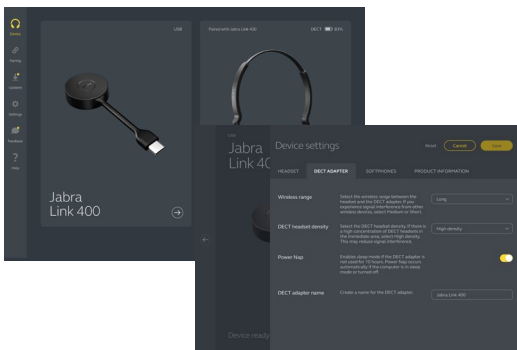 Device
Pairing
Updates
Settings
Feedback
Help
USB
Jabra
Link 400
Paired with Jabra Link 400
DECT 83%
USB
Jabra
Link 40
Device ready
Device settings
Reset
Cancel
Save
HEADSET
DECT ADAPTER
SOFTPHONES
PRODUCT INFORMATION
Wireless range
Select the wireless range between the
headset and the DECT adapter. If you
experience signal interference from other
wireless devices, select Medium or Short.
Long
DECT headset density
Select the DECT headset density. If there is
a high concentration of DECT headsets in
the immediate area, select High density.
This may reduce signal interference.
High density
Power Nap
Enables sleep mode if the DECT adapter is
not used for 10 hours. Power Nap occurs
automatically if the computer is in sleep
mode or turned off.
DECT adapter name
Create a name for the DECT adapter.
Jabra Link 400